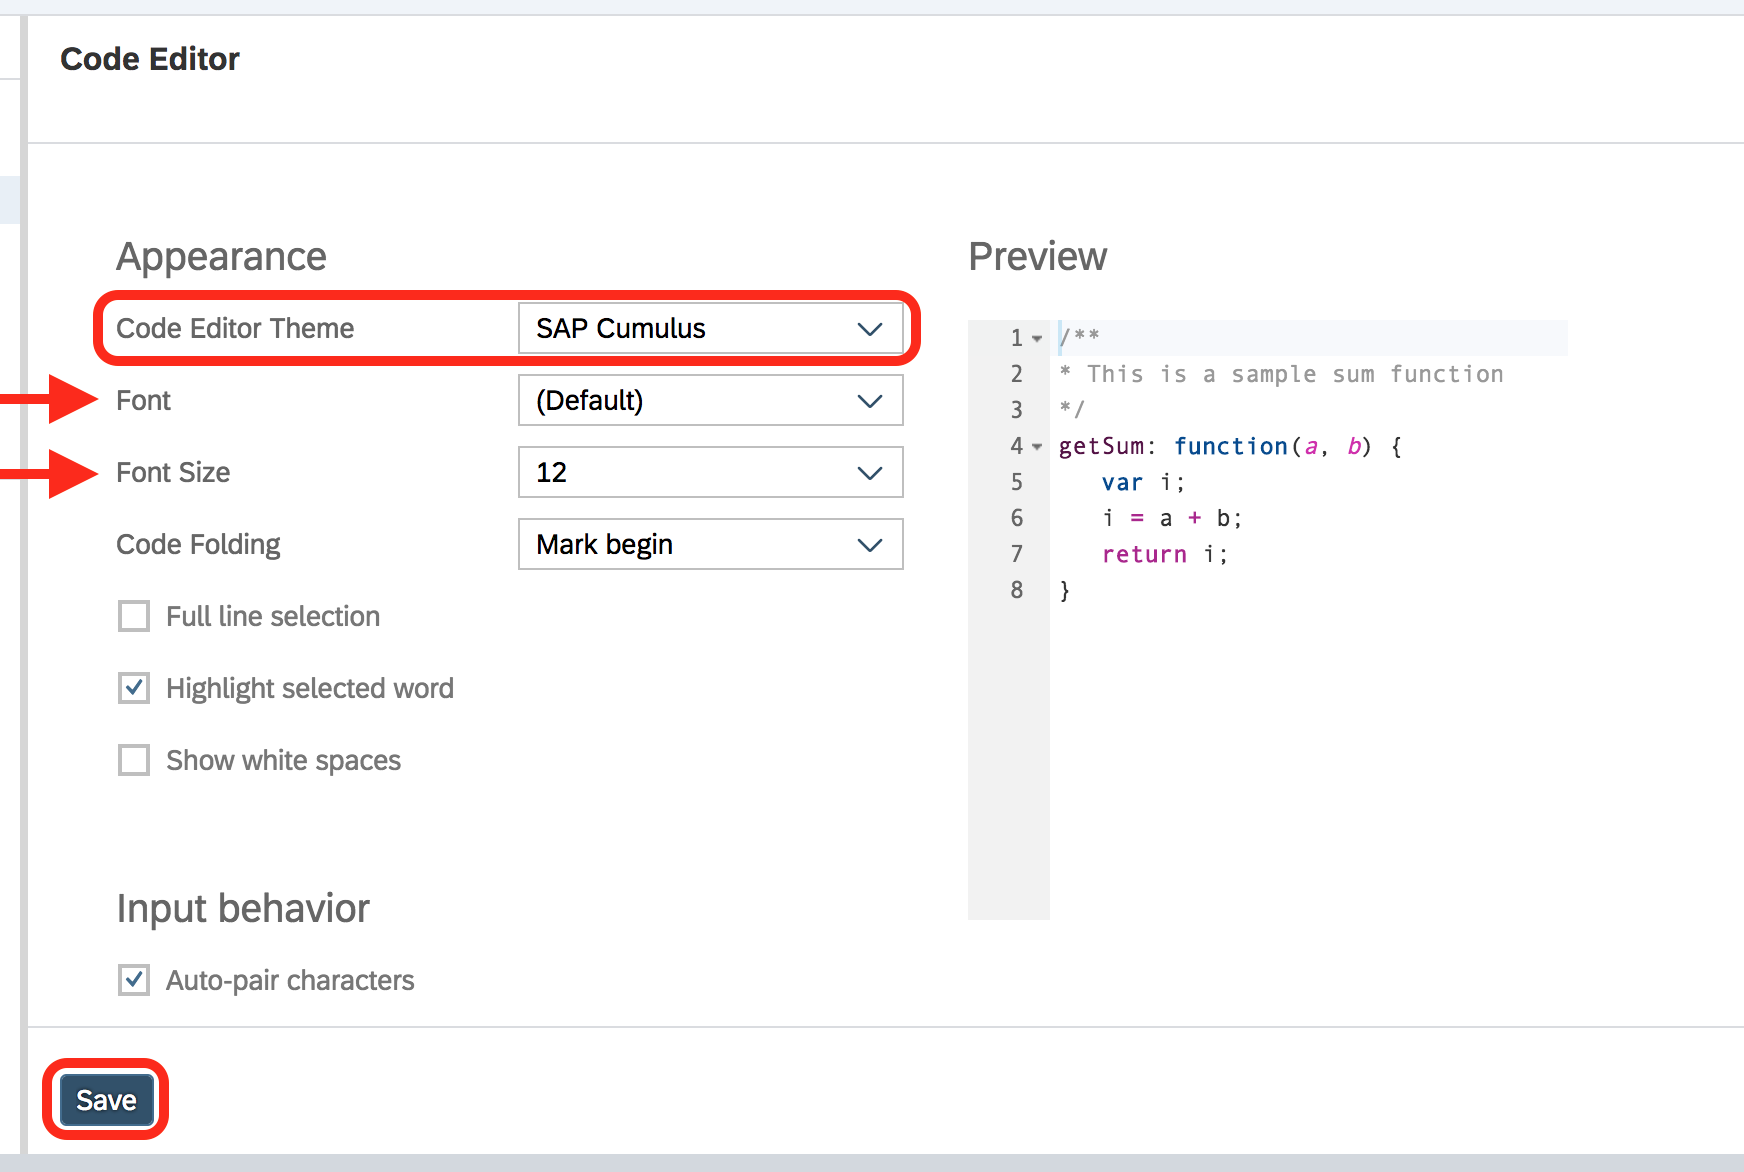 Code Editor
Appearance
Code Editor Theme SAP Cumulus
Font (Default)
Font Size 12
Code Folding Mark begin
Full line selection
Highlight selected word
Show white spaces
Input behavior
Auto-pair characters
Save
Preview
1 /**
2 * This is a sample sum function
3 */
4 getSum: function(a, b) {
5 var i;
6 i = a + b;
7 return i;
8 }